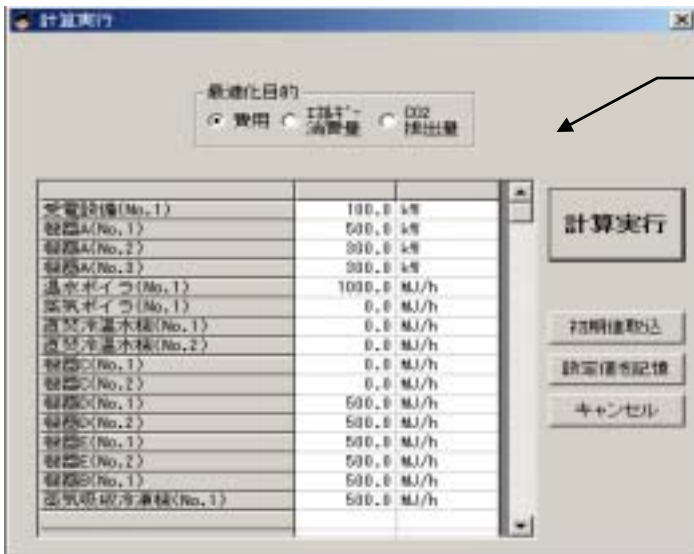 計算実行
最適化目的
費用 エネルギー消費量 CO2排出量
受電設備(No.1) 100.0 kW
機器A(No.1) 500.0 kW
機器A(No.2) 300.0 kW
機器A(No.3) 300.0 kW
温水ボイラ(No.1) 1000.0 MJ/h
蒸気ボイラ(No.1) 0.0 MJ/h
直焚冷温水機(No.1) 0.0 MJ/h
直焚冷温水機(No.2) 0.0 MJ/h
機器C(No.1) 0.0 MJ/h
機器C(No.2) 0.0 MJ/h
機器D(No.1) 500.0 MJ/h
機器D(No.2) 500.0 MJ/h
機器E(No.1) 500.0 MJ/h
機器E(No.2) 500.0 MJ/h
機器B(No.1) 500.0 MJ/h
蒸気吸収冷凍機(No.1) 500.0 MJ/h
計算実行
初期値取込
設定値を記憶
キャンセル